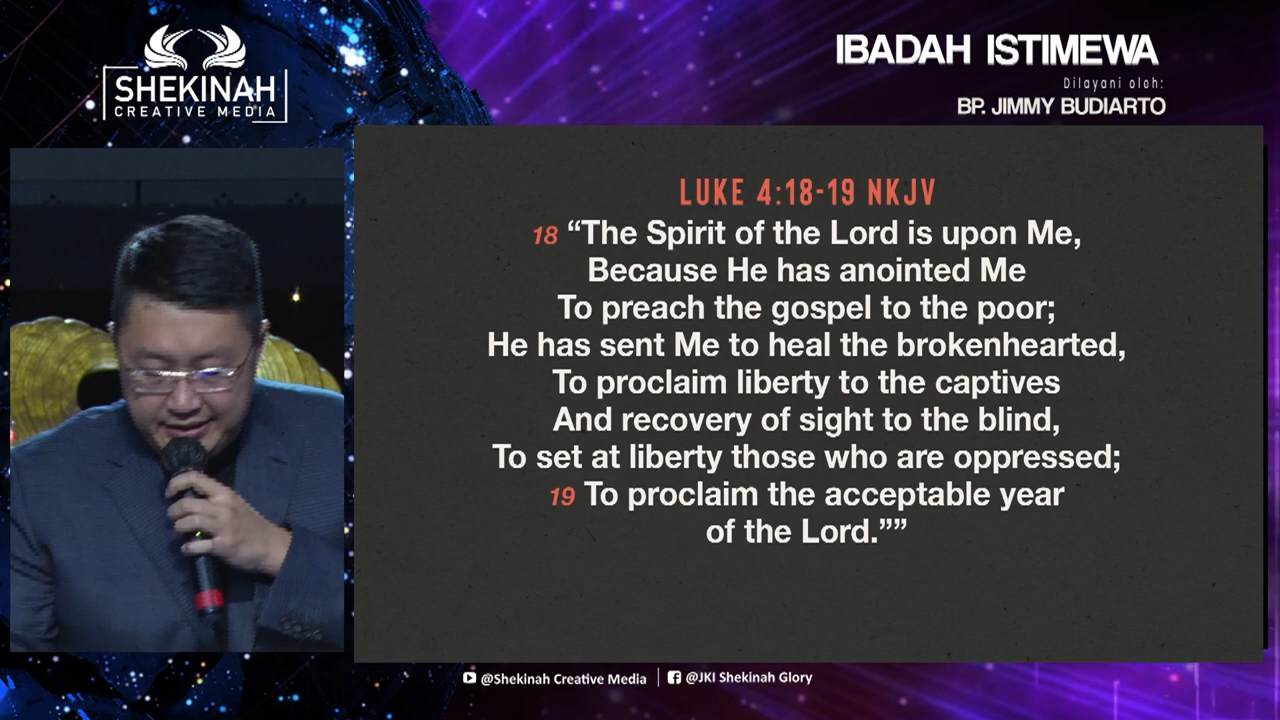 SHEKINAH
CREATIVE MEDIA
IBADAH ISTIMEWA
Dilayani oleh:
BP. JIMMY BUDIARTO
LUKE 4:18-19 NKJV
18 “The Spirit of the Lord is upon Me,
Because He has anointed Me
To preach the gospel to the poor;
He has sent Me to heal the brokenhearted,
To proclaim liberty to the captives
And recovery of sight to the blind,
To set at liberty those who are oppressed;
19 To proclaim the acceptable year
of the Lord.””
@Shekinah Creative Media | @JKI Shekinah Glory